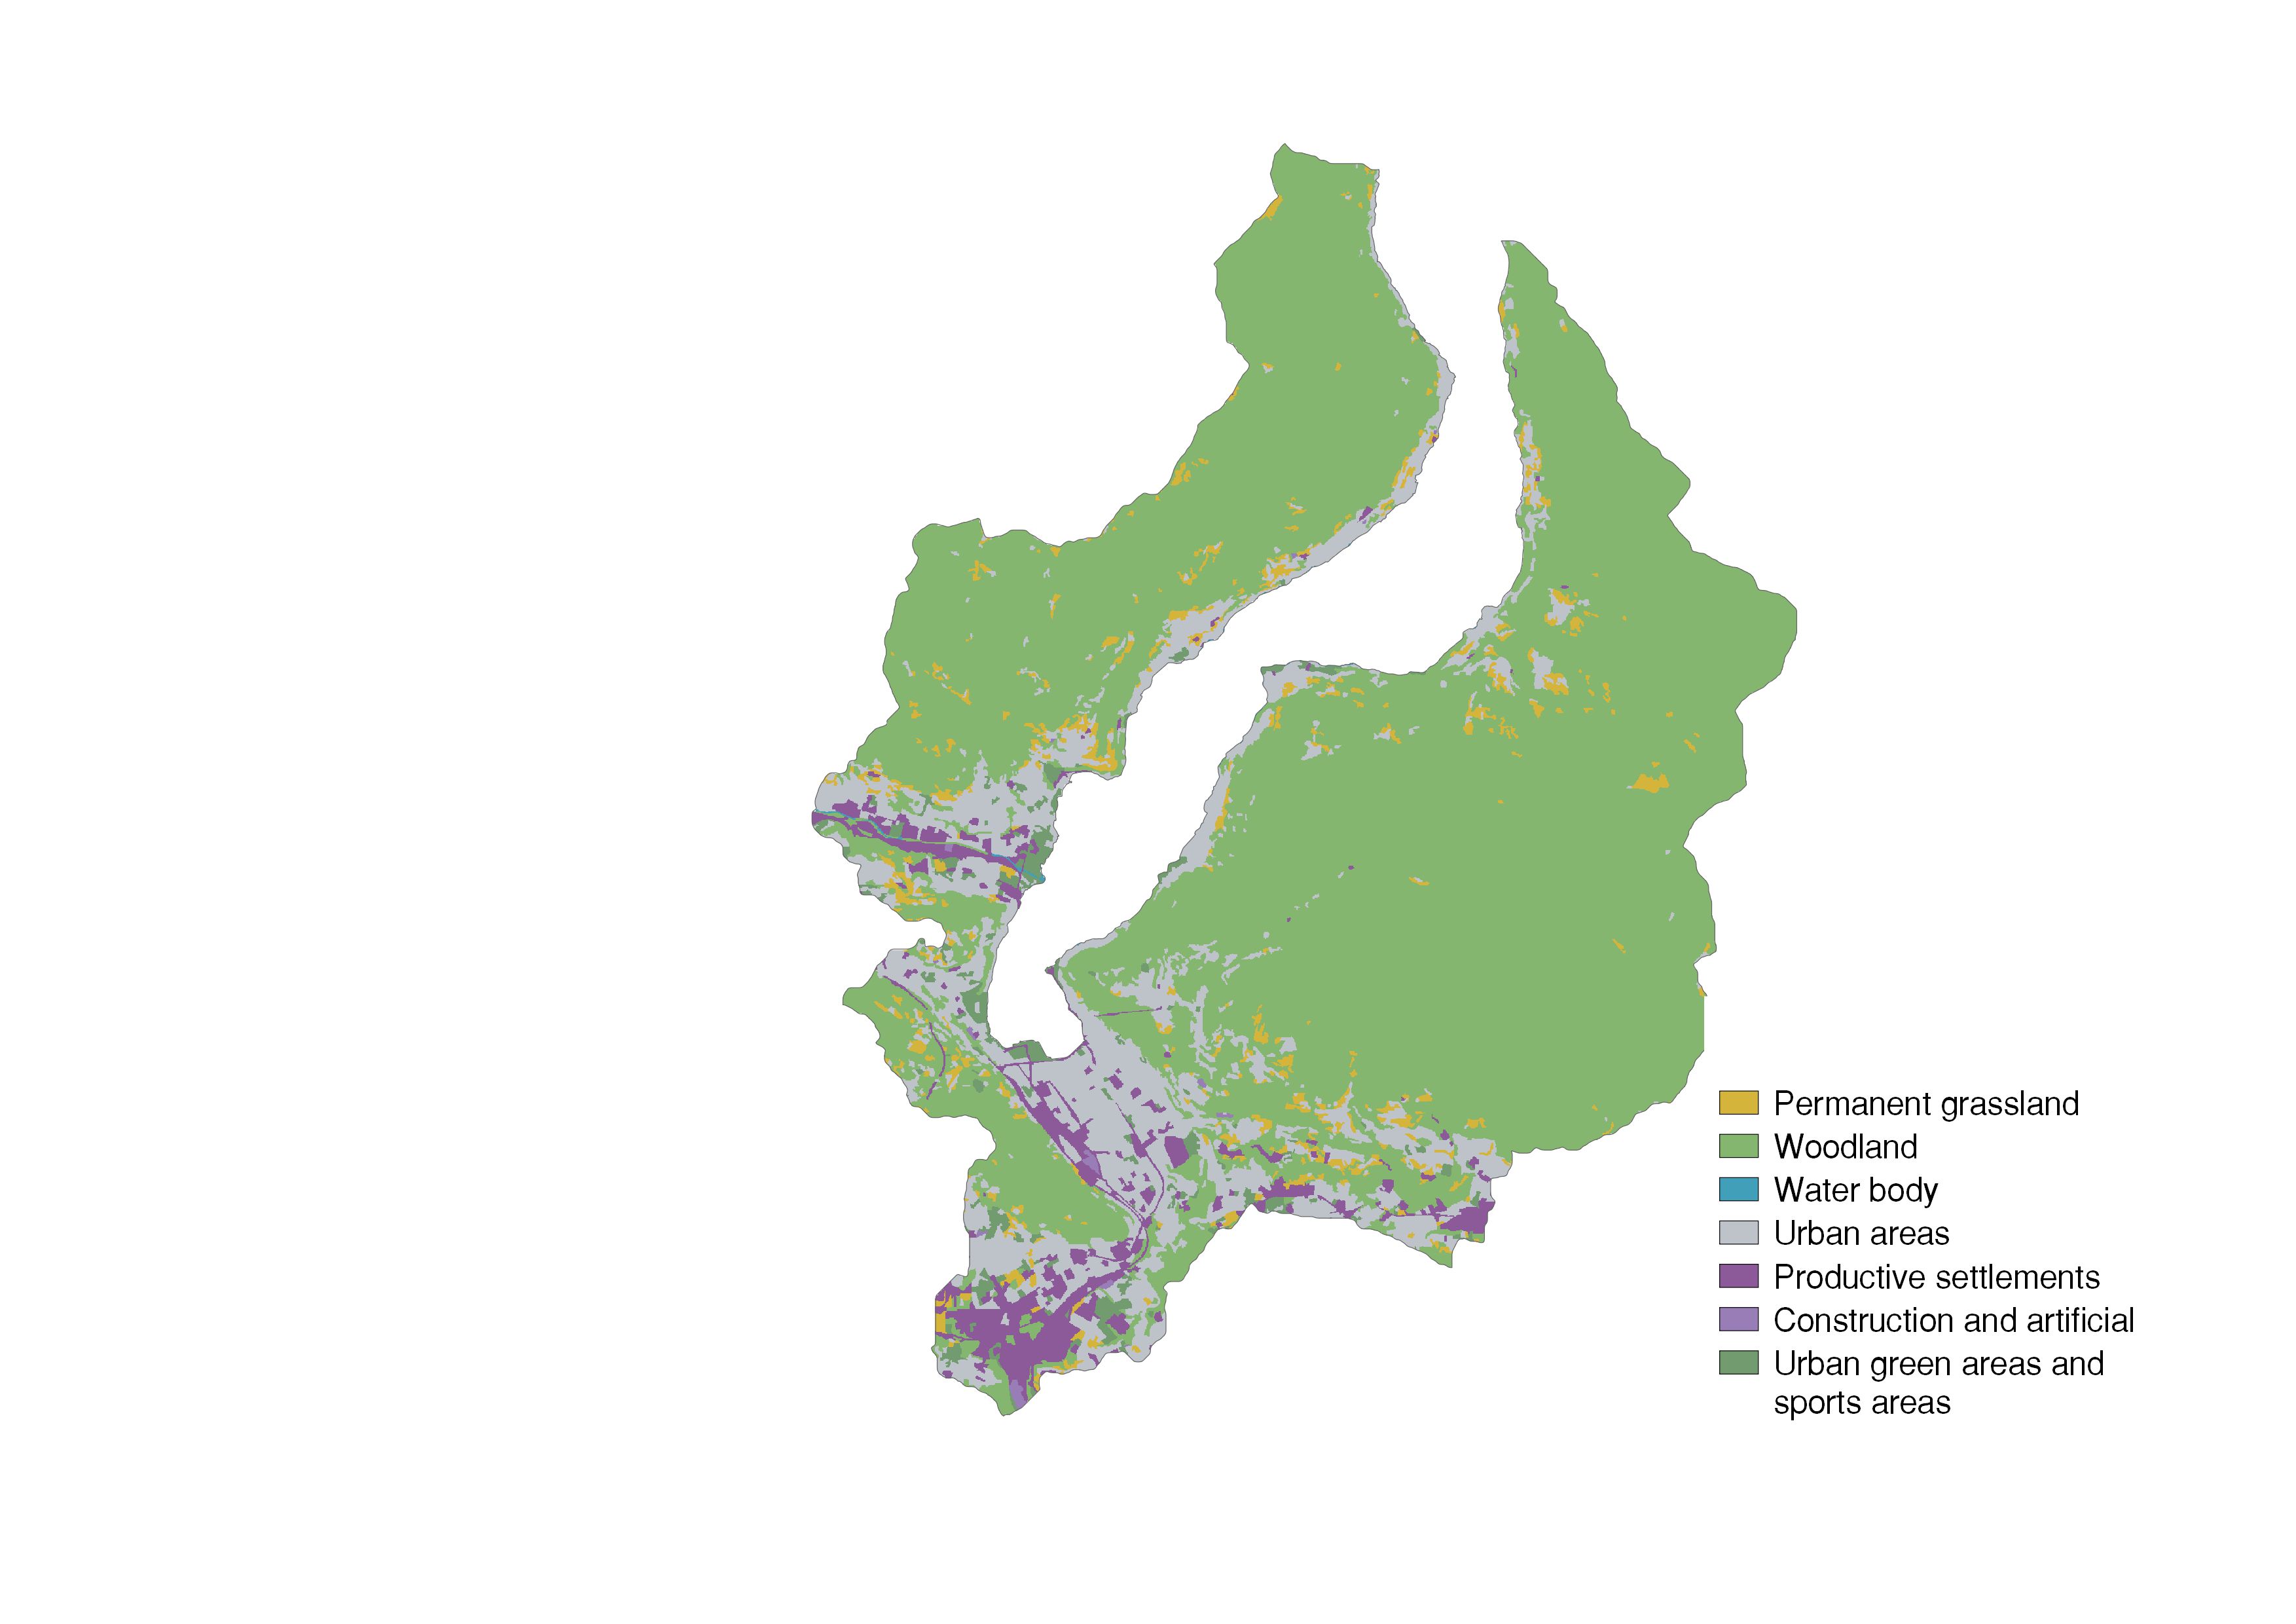 Permanent grassland
Woodland
Water body
Urban areas
Productive settlements
Construction and artificial
Urban green areas and
sports areas